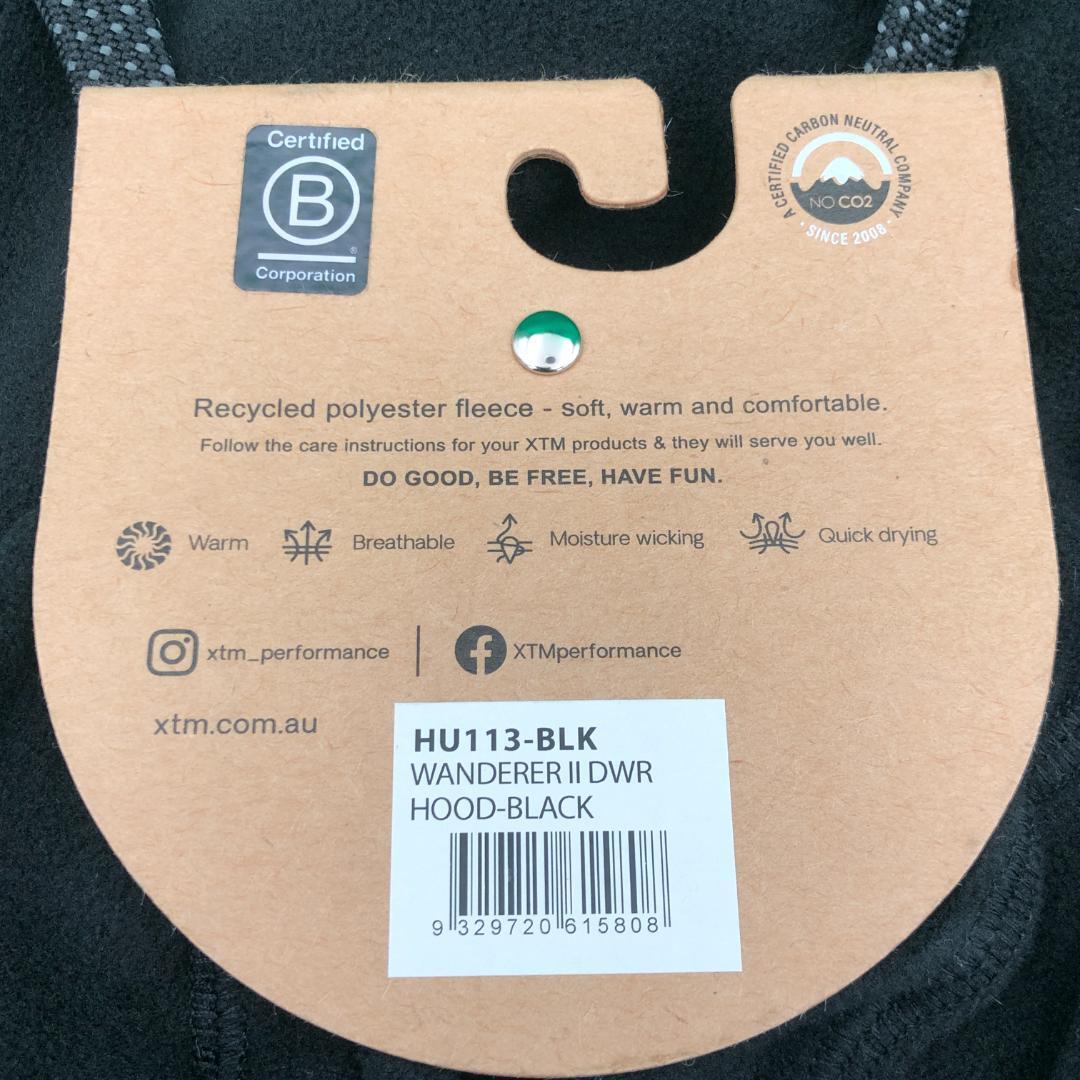 Certified
B
®
Corporation
A CERTIFIED CARBON NEUTRAL COMPANY
NO CO2
• SINCE 2008 •
Recycled polyester fleece - soft, warm and comfortable.
Follow the care instructions for your XTM products & they will serve you well.
DO GOOD, BE FREE, HAVE FUN.
Warm Breathable Moisture wicking Quick drying
xtm_performance | XTMperformance
xtm.com.au
HU113-BLK
WANDERER II DWR
HOOD-BLACK
9 329720 615808